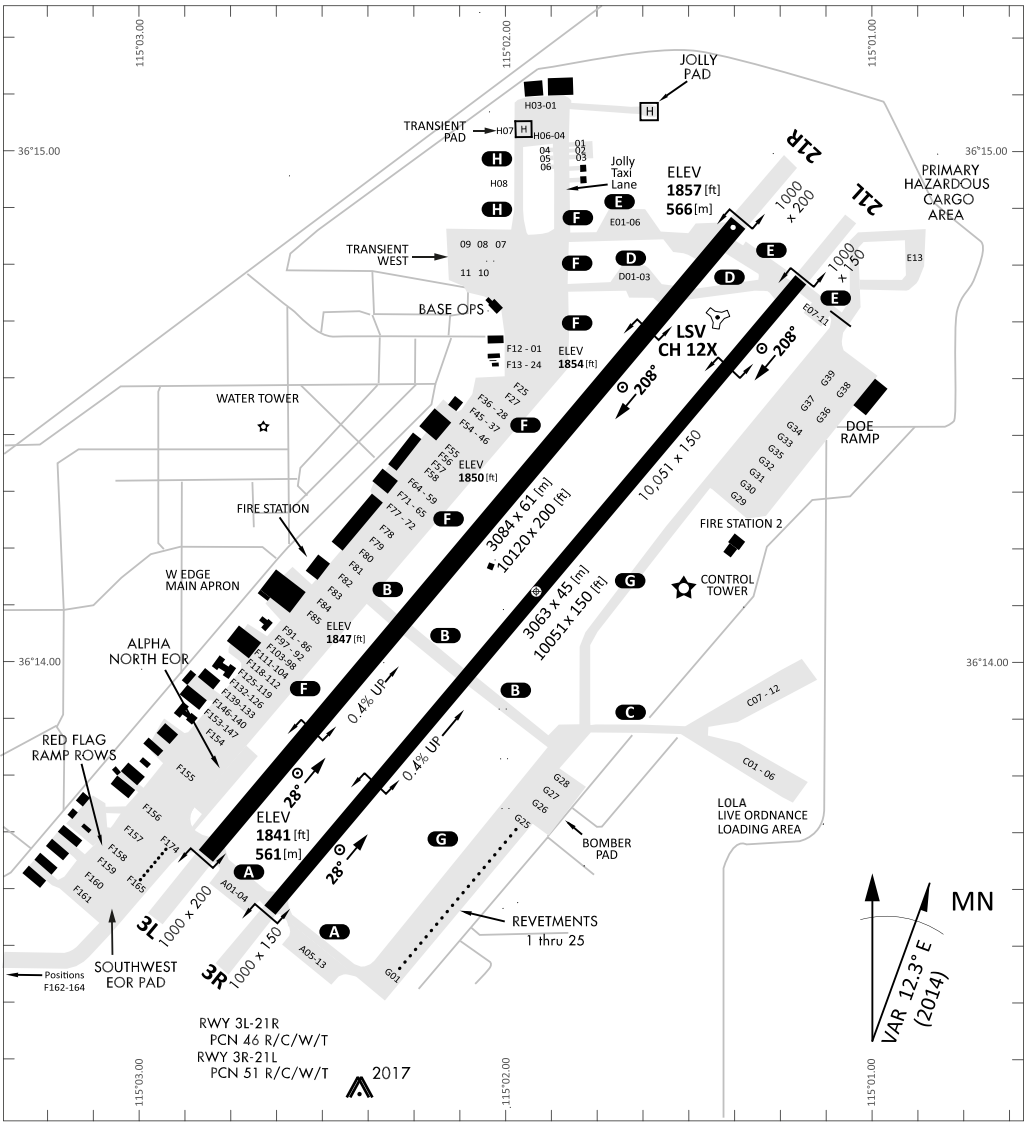 115°03.00
115°02.00
115°01.00
JOLLY
PAD
H03-01
H
TRANSIENT
PAD
H07
H
H06-04
21R
36°15.00
36°15.00
04
05
06
01
02
03
H
H08
Jolly
Taxi
Lane
ELEV
1857 [ft]
566 [m]
1000
x 200
21L
PRIMARY
HAZARDOUS
CARGO
AREA
H
F
E
E01-06
TRANSIENT
WEST
09 08 07
11 10
F
D
D01-03
D
E
1000
x 150
E13
BASE OPS
E
E07-11
F
LSV
CH 12X
208°
208°
F12 - 01
F13 - 24
ELEV
1854 [ft]
WATER TOWER
F25
F27
F36 - 28
F45 - 37
F54 - 46
F
G39
G38
G37
G36
G34
G33
G35
G32
G31
G30
G29
DOE
RAMP
F55
F56
F57
F58
ELEV
1850 [ft]
F64 - 59
F71 - 65
F77 - 72
10,051 x 150
FIRE STATION
F
3084 x 61 [m]
10120x 200 [ft]
FIRE STATION 2
F78
F79
F80
F81
F82
F83
F84
F85
W EDGE
MAIN APRON
B
G
CONTROL
TOWER
ELEV
1847 [ft]
B
3063 x 45 [m]
10051x 150 [ft]
F91 - 86
F97 - 92
F103-98
F111-104
F118-112
F125-119
F132-126
F139-133
F146-140
F153-147
F154
ALPHA
NORTH EOR
36°14.00
36°14.00
F
0.4% UP
B
C
C07 - 12
RED FLAG
RAMP ROWS
0.4% UP
C01 - 06
F155
F156
F157
F158
F159
F160
F161
F174
F165
28°
ELEV
1841 [ft]
561 [m]
28°
G28
G27
G26
G25
LOLA
LIVE ORDNANCE
LOADING AREA
G
BOMBER
PAD
A
A01-04
3L
1000 x 200
REVETMENTS
1 thru 25
MN
A
A05-13
3R
1000 x 150
G01
SOUTHWEST
EOR PAD
Positions
F162-164
VAR 12.3° E
(2014)
RWY 3L-21R
PCN 46 R/C/W/T
RWY 3R-21L
PCN 51 R/C/W/T
2017
115°03.00
115°02.00
115°01.00